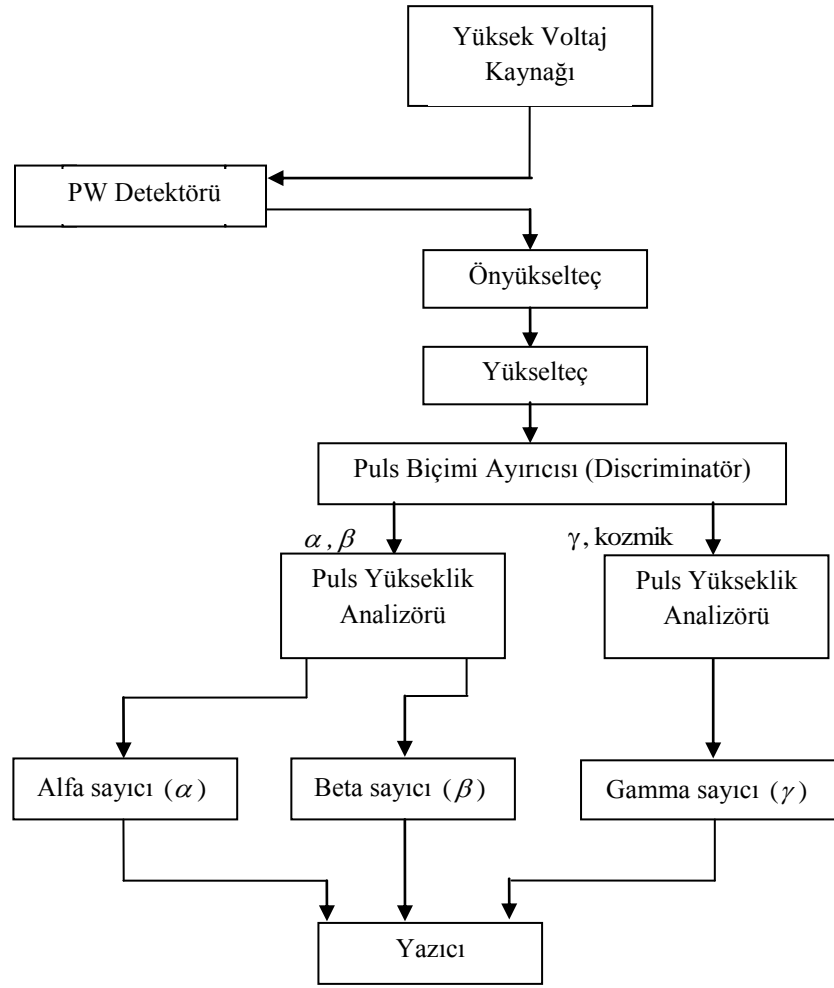 Yüksek Voltaj
Kaynağı
PW Detektörü
Önyükselteç
Yükselteç
Puls Biçimi Ayırıcısı (Discriminatör)
α , β
γ, kozmik
Puls Yükseklik
Analizörü
Puls Yükseklik
Analizörü
Alfa sayıcı (α)
Beta sayıcı (β)
Gamma sayıcı (γ)
Yazıcı